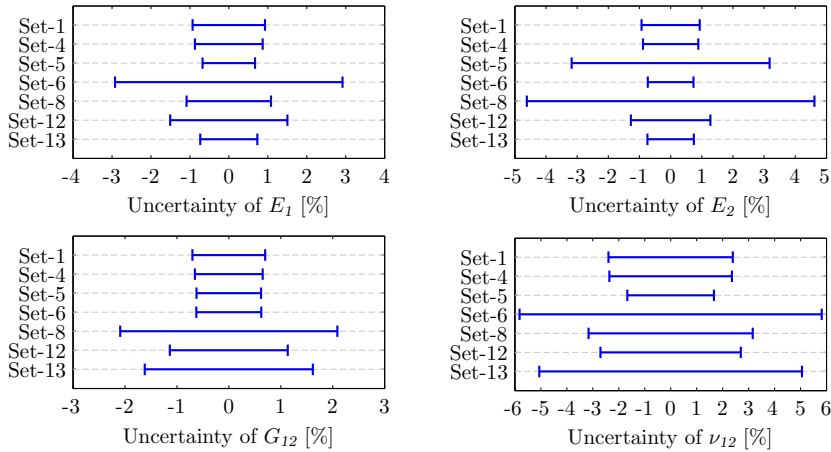 Set-1
Set-4
Set-5
Set-6
Set-8
Set-12
Set-13
-4 -3 -2 -1 0 1 2 3 4
Uncertainty of E1 [%]
Set-1
Set-4
Set-5
Set-6
Set-8
Set-12
Set-13
-5 -4 -3 -2 -1 0 1 2 3 4 5
Uncertainty of E2 [%]
Set-1
Set-4
Set-5
Set-6
Set-8
Set-12
Set-13
-3 -2 -1 0 1 2 3
Uncertainty of G12 [%]
Set-1
Set-4
Set-5
Set-6
Set-8
Set-12
Set-13
-6 -5 -4 -3 -2 -1 0 1 2 3 4 5 6
Uncertainty of ν12 [%]